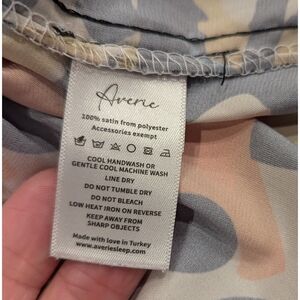 Averie
100% satin from polyester
Accessories exempt
COOL HANDWASH OR
GENTLE COOL MACHINE WASH
LINE DRY
DO NOT TUMBLE DRY
DO NOT BLEACH
LOW HEAT IRON ON REVERSE
KEEP AWAY FROM
SHARP OBJECTS
Made with love in Turkey
www.averiesleep.com